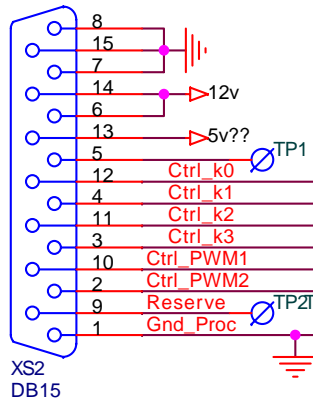 8
15
7
14 12v
6
13 5v??
5 TP1
12 Ctrl_k0
4 Ctrl_k1
11 Ctrl_k2
3 Ctrl_k3
10 Ctrl_PWM1
2 Ctrl_PWM2
9 Reserve TP2T
1 Gnd_Proc
XS2
DB15